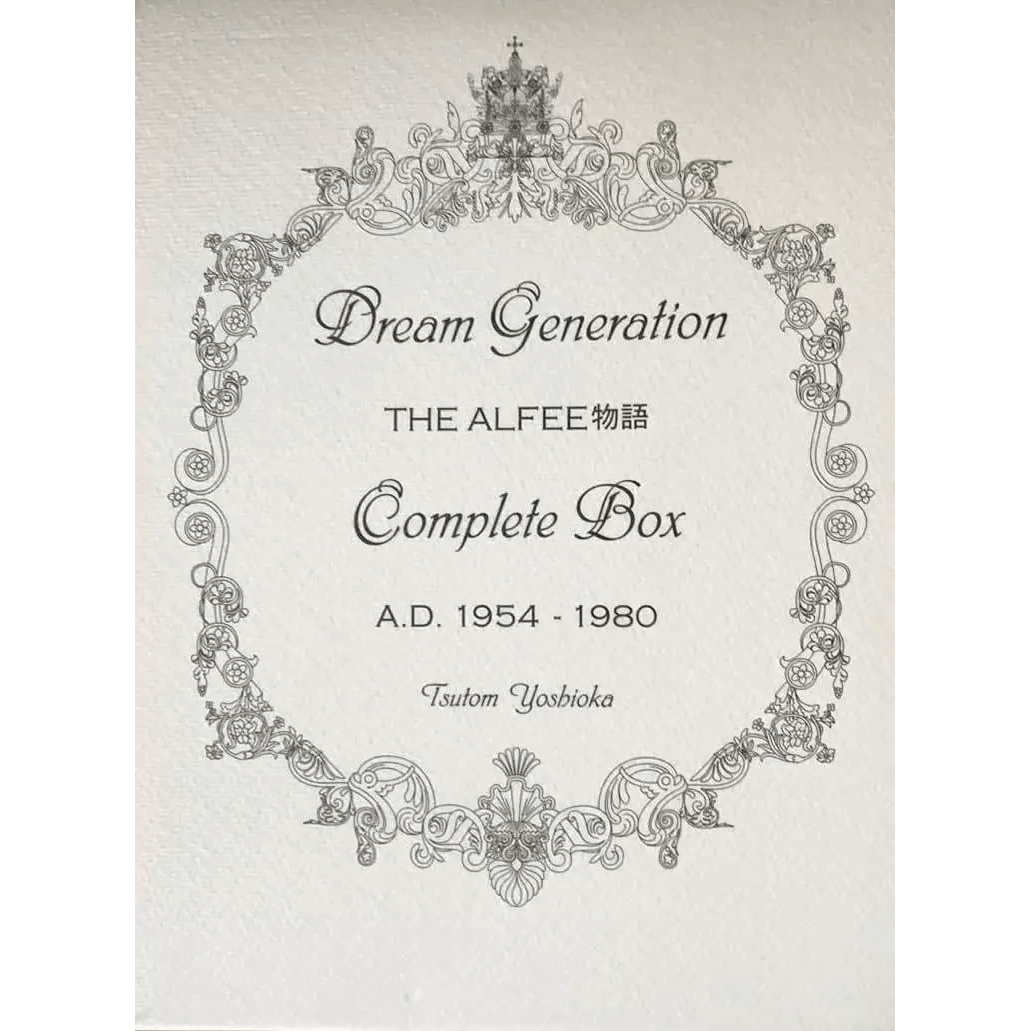 Dream Generation
THE ALFEE物語
Complete Box
A.D. 1954 - 1980
Tsutom Yoshioka